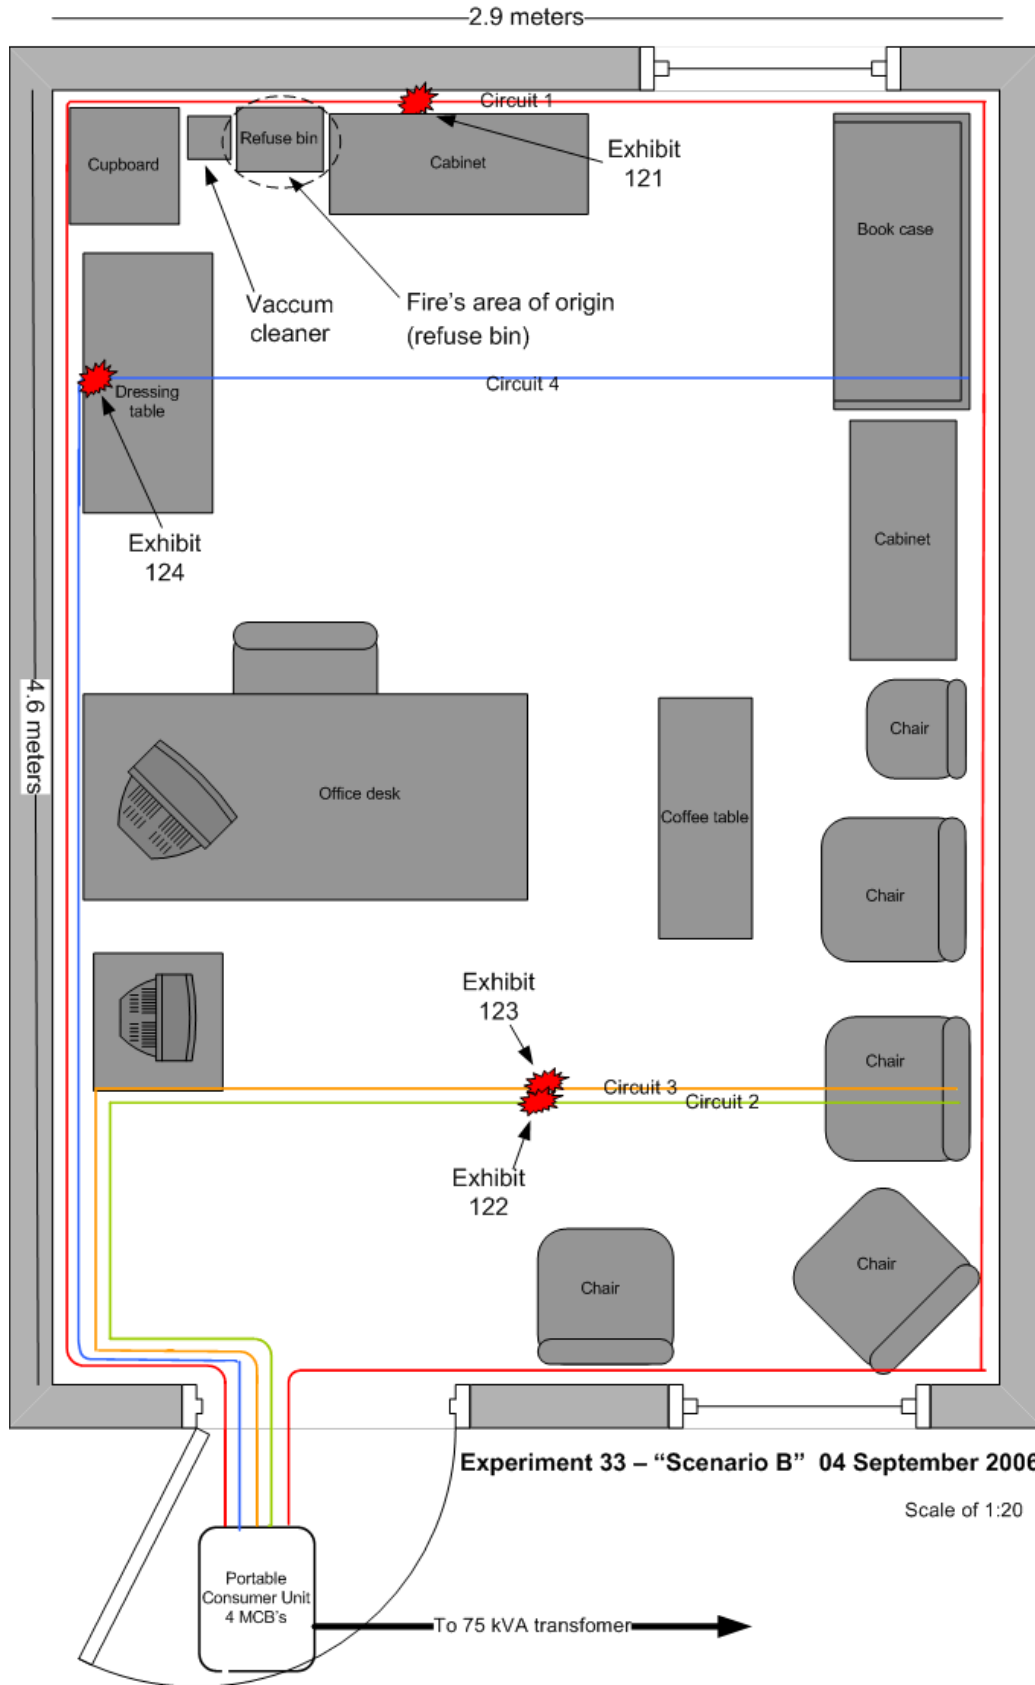 2.9 meters
Circuit 1
Refuse bin
Cupboard
Cabinet
Exhibit
121
Book case
Vaccum
cleaner
Fire's area of origin
(refuse bin)
Circuit 4
Dressing
table
Exhibit
124
Cabinet
4.6 meters
Chair
Office desk
Coffee table
Chair
Exhibit
123
Chair
Circuit 3
Circuit 2
Exhibit
122
Chair
Chair
Experiment 33 – “Scenario B” 04 September 2006
Scale of 1:20
Portable
Consumer Unit
4 MCB's
To 75 kVA transfomer